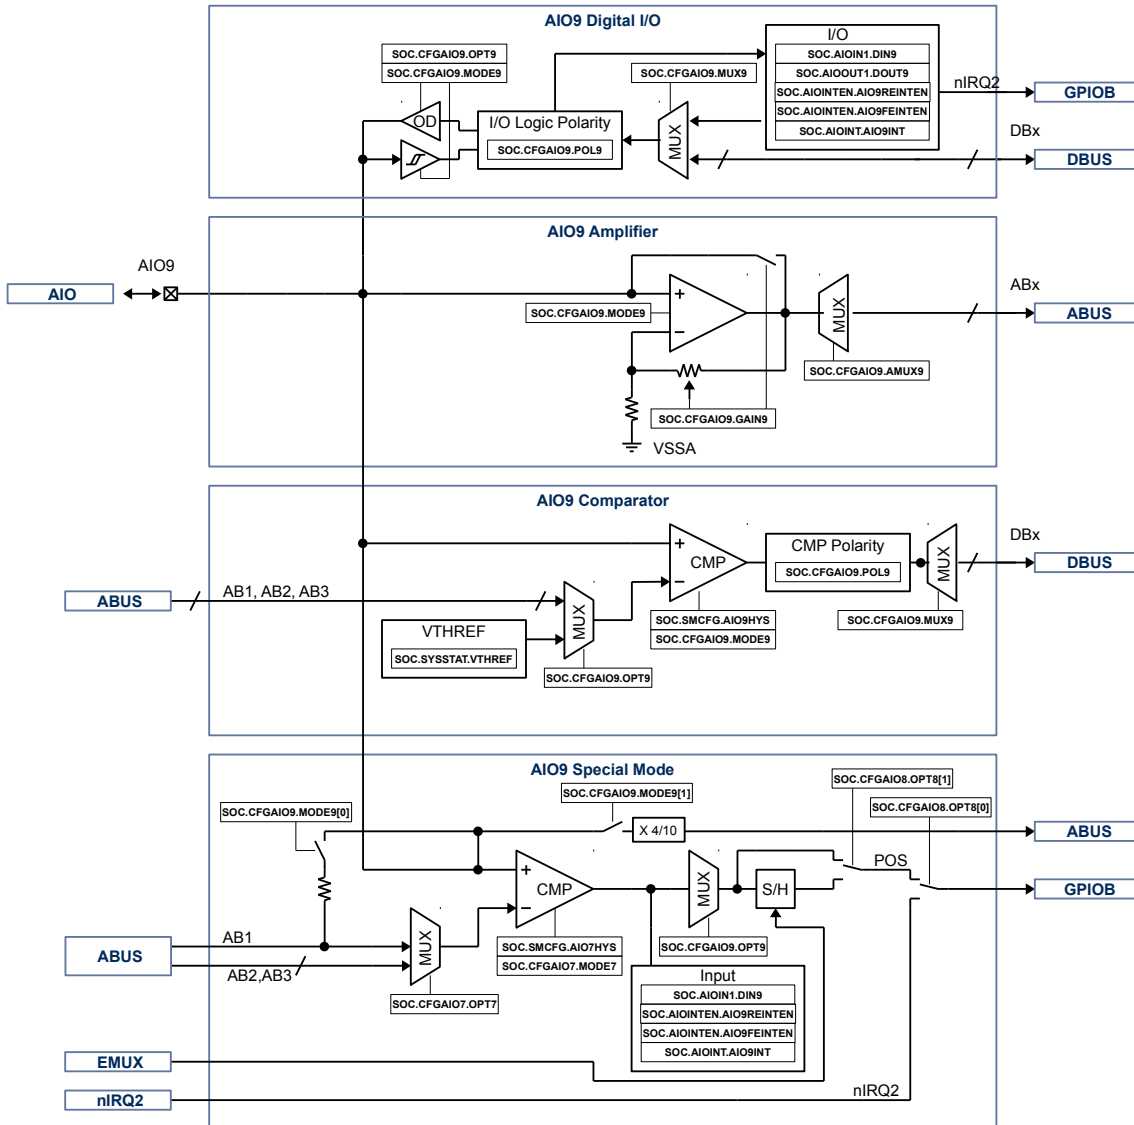 AIO9 Digital I/O
SOC.CFGAIO9.OPT9
SOC.CFGAIO9.MODE9
OD
I/O Logic Polarity
SOC.CFGAIO9.POL9
SOC.CFGAIO9.MUX9
MUX
I/O
SOC.AIOIN1.DIN9
SOC.AIOOUT1.DOUT9
SOC.AIOINTEN.AIO9REINTEN
SOC.AIOINTEN.AIO9FEINTEN
SOC.AIOINT.AIO9INT
nIRQ2
GPIOB
DBx
DBUS
AIO9 Amplifier
AIO
AIO9
SOC.CFGAIO9.MODE9
+
−
MUX
SOC.CFGAIO9.AMUX9
SOC.CFGAIO9.GAIN9
VSSA
ABx
ABUS
AIO9 Comparator
ABUS
AB1, AB2, AB3
VTHREF
SOC.SYSSTAT.VTHREF
MUX
SOC.CFGAIO9.OPT9
+
−
CMP
SOC.SMCFG.AIO9HYS
SOC.CFGAIO9.MODE9
CMP Polarity
SOC.CFGAIO9.POL9
MUX
SOC.CFGAIO9.MUX9
DBx
DBUS
AIO9 Special Mode
SOC.CFGAIO9.MODE9[0]
SOC.CFGAIO9.MODE9[1]
X 4/10
SOC.CFGAIO8.OPT8[1]
SOC.CFGAIO8.OPT8[0]
ABUS
POS
GPIOB
+
−
CMP
SOC.SMCFG.AIO7HYS
SOC.CFGAIO7.MODE7
MUX
SOC.CFGAIO9.OPT9
S/H
ABUS
AB1
AB2,AB3
MUX
SOC.CFGAIO7.OPT7
Input
SOC.AIOIN1.DIN9
SOC.AIOINTEN.AIO9REINTEN
SOC.AIOINTEN.AIO9FEINTEN
SOC.AIOINT.AIO9INT
EMUX
nIRQ2
nIRQ2